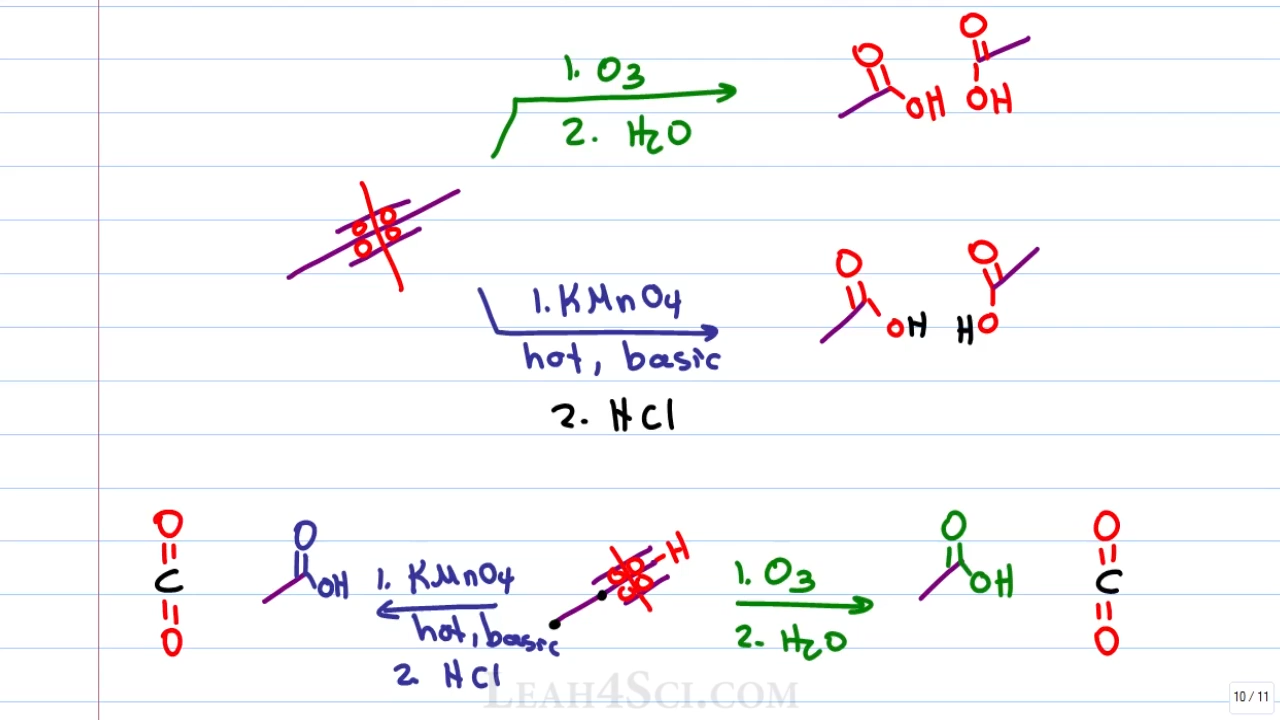 1. O3
2. H2O
O
OH
O
OH
O O
O O
1. KMnO4
hot, basic
2. HCl
O
OH
O
HO
O
C
O
O
OH
1. KMnO4
hot, basic
2. HCl
H
1. O3
2. H2O
O
OH
O
C
O
LEAH4SCI.COM
10 / 11